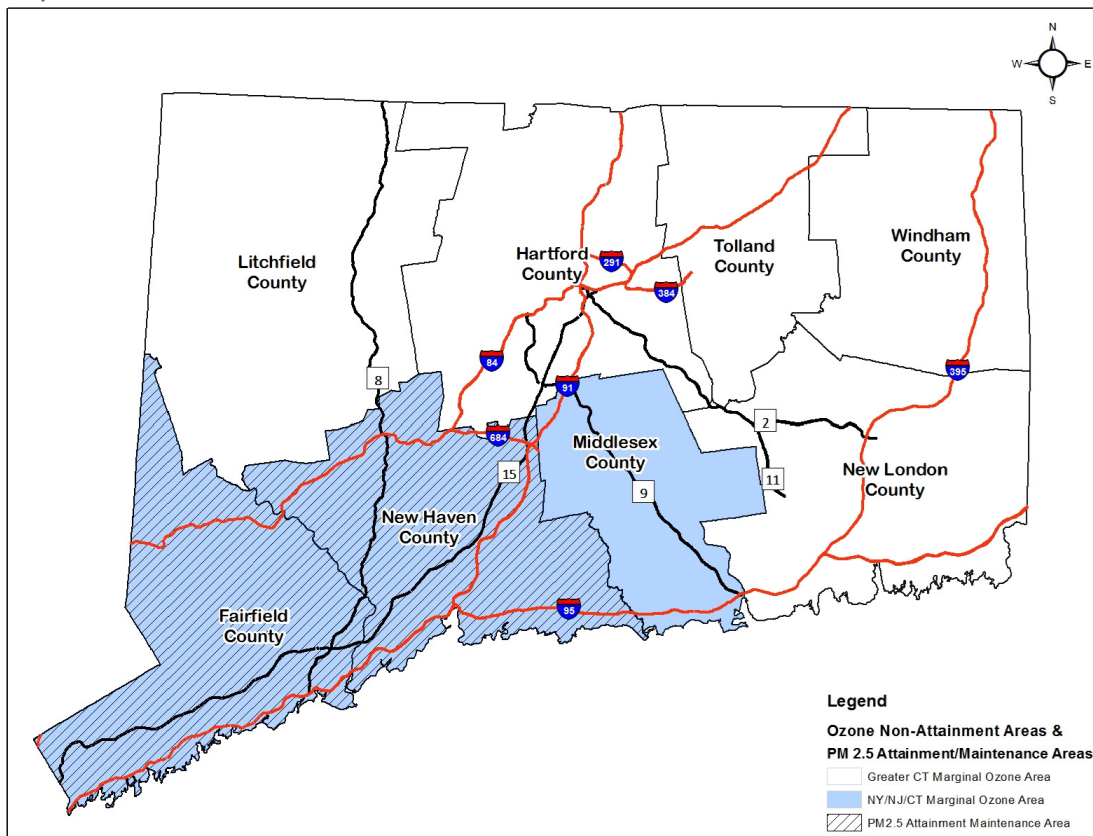 N
W
E
S
Litchfield
County
Hartford
County
Tolland
County
Windham
County
291
384
84
8
395
91
684
2
Middlesex
County
15
11
New London
County
9
New Haven
County
95
Fairfield
County
Legend
Ozone Non-Attainment Areas &
PM 2.5 Attainment/Maintenance Areas
Greater CT Marginal Ozone Area
NY/NJ/CT Marginal Ozone Area
PM2.5 Attainment Maintenance Area